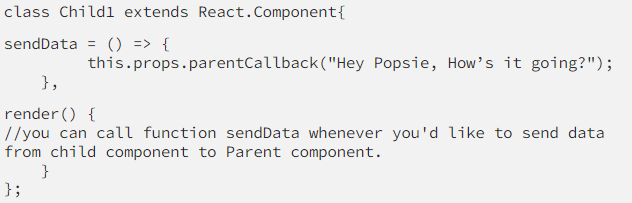 class Child1 extends React.Component{
sendData = () => {
         this.props.parentCallback("Hey Popsie, How’s it going?");
    },
render() {
//you can call function sendData whenever you'd like to send data
from child component to Parent component.
    }
};